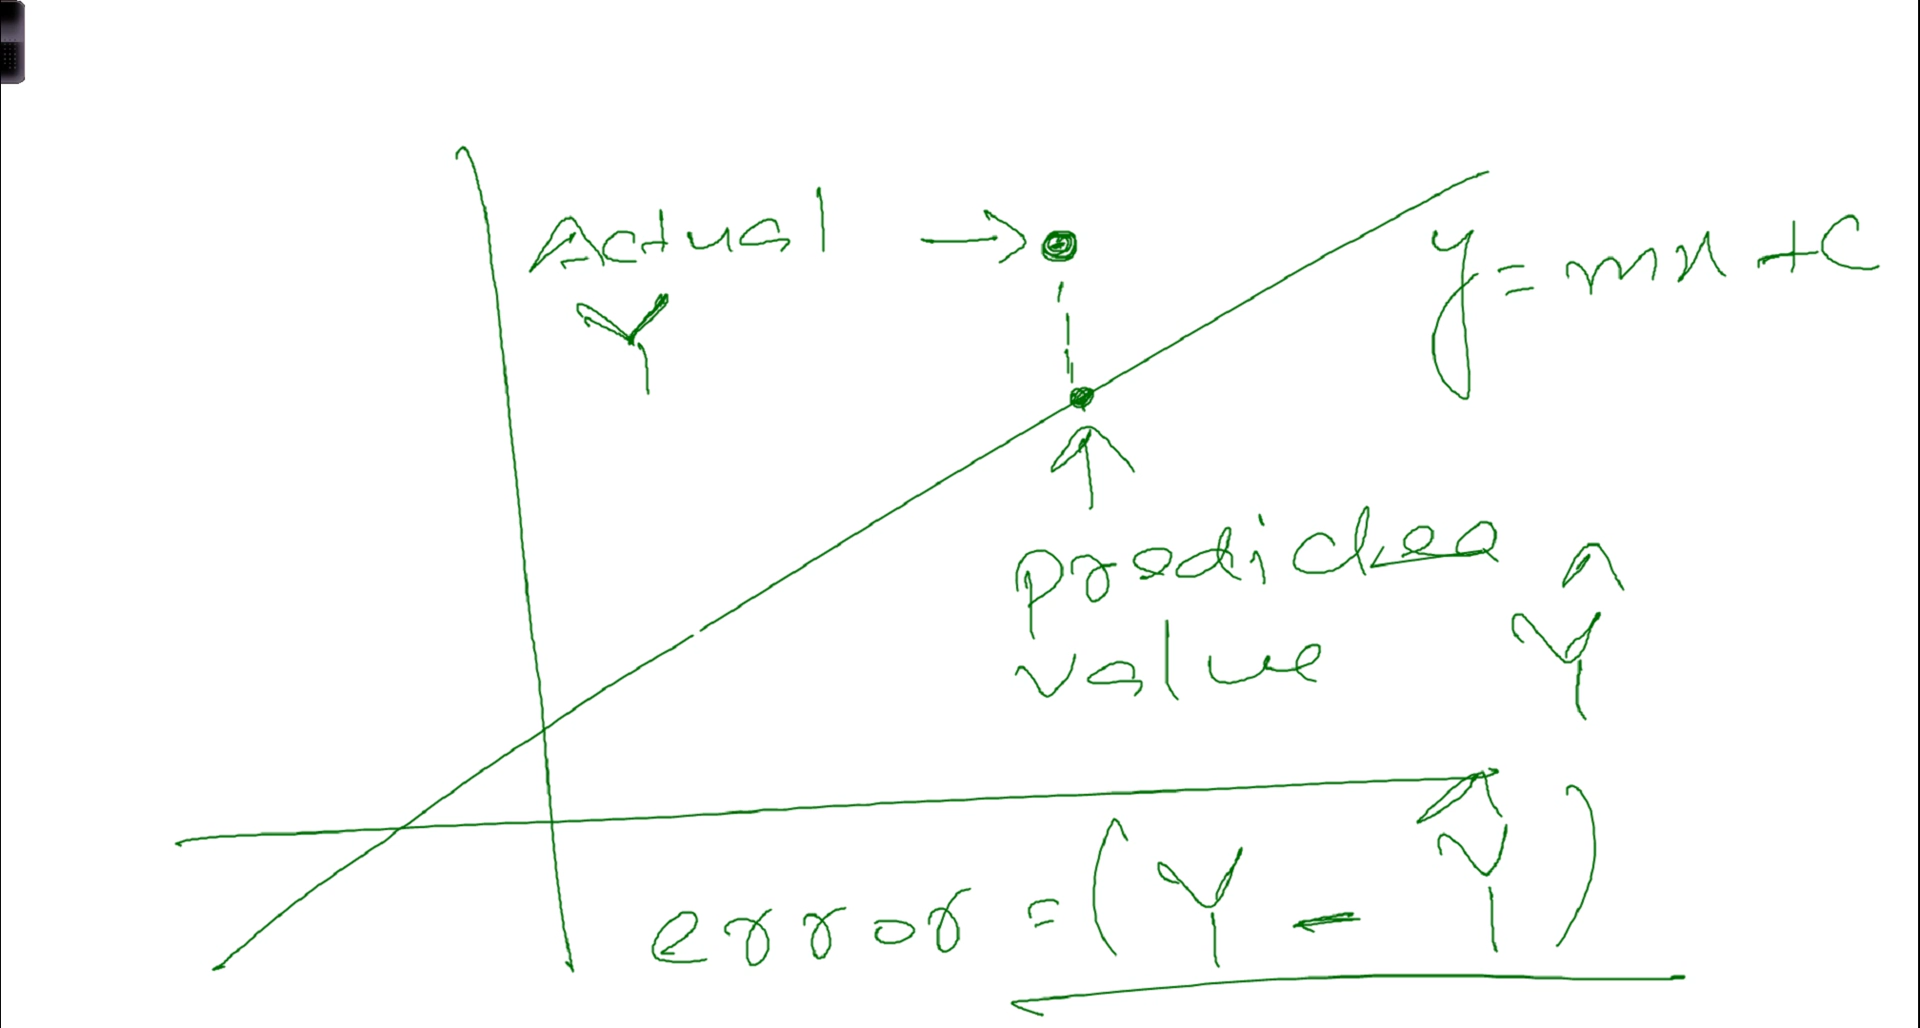 Actual
Y
y = mx + c
predicted
value
Ŷ
error = (Y - Ŷ)